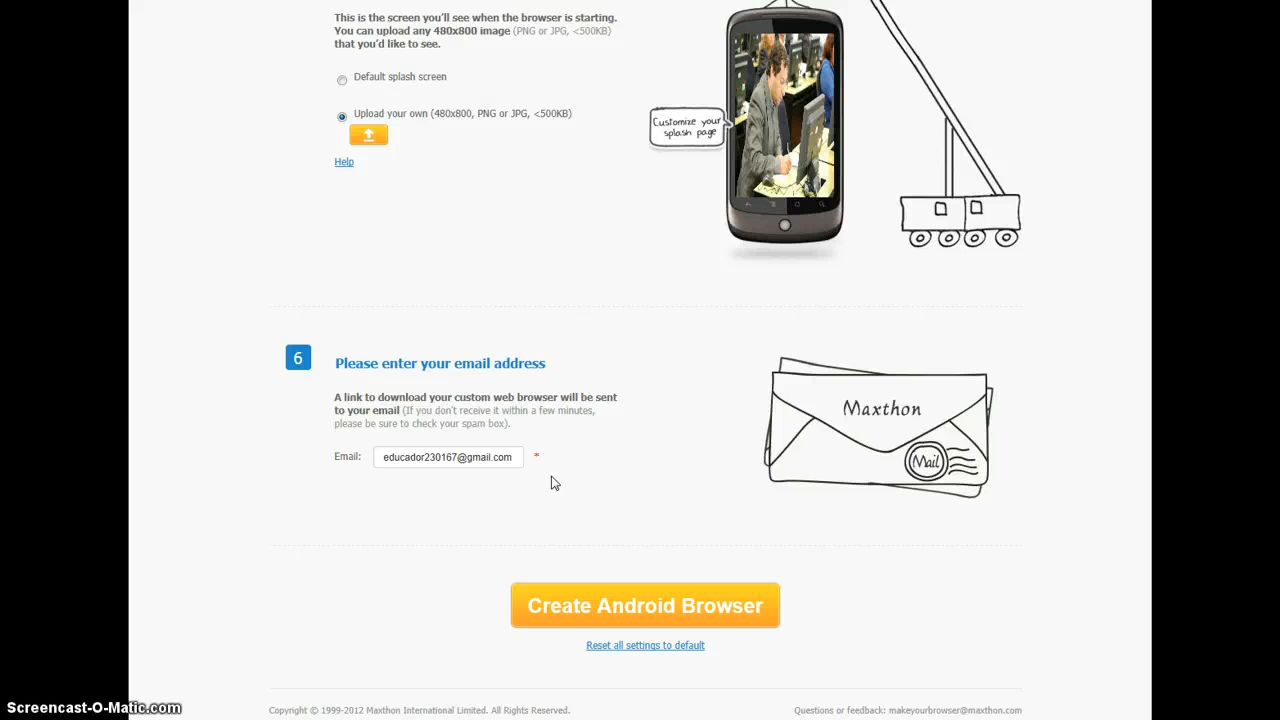 This is the screen you'll see when the browser is starting.
You can upload any 480x800 image (PNG or JPG, <500KB)
that you'd like to see.
Default splash screen
Upload your own (480x800, PNG or JPG, <500KB)
Help
Customize your
splash page
6
Please enter your email address
A link to download your custom web browser will be sent
to your email (If you don't receive it within a few minutes,
please be sure to check your spam box).
Email: educador230167@gmail.com *
Maxthon
Mail
Create Android Browser
Reset all settings to default
Copyright © 1999-2012 Maxthon International Limited. All Rights Reserved.
Questions or feedback: makeyourbrowser@maxthon.com
Screencast-O-Matic.com